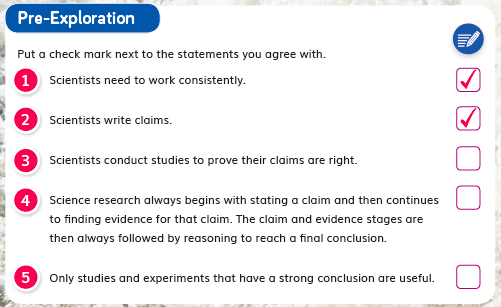 Pre-Exploration
Put a check mark next to the statements you agree with.
1 Scientists need to work consistently.
2 Scientists write claims.
3 Scientists conduct studies to prove their claims are right.
4 Science research always begins with stating a claim and then continues
to finding evidence for that claim. The claim and evidence stages are
then always followed by reasoning to reach a final conclusion.
5 Only studies and experiments that have a strong conclusion are useful.